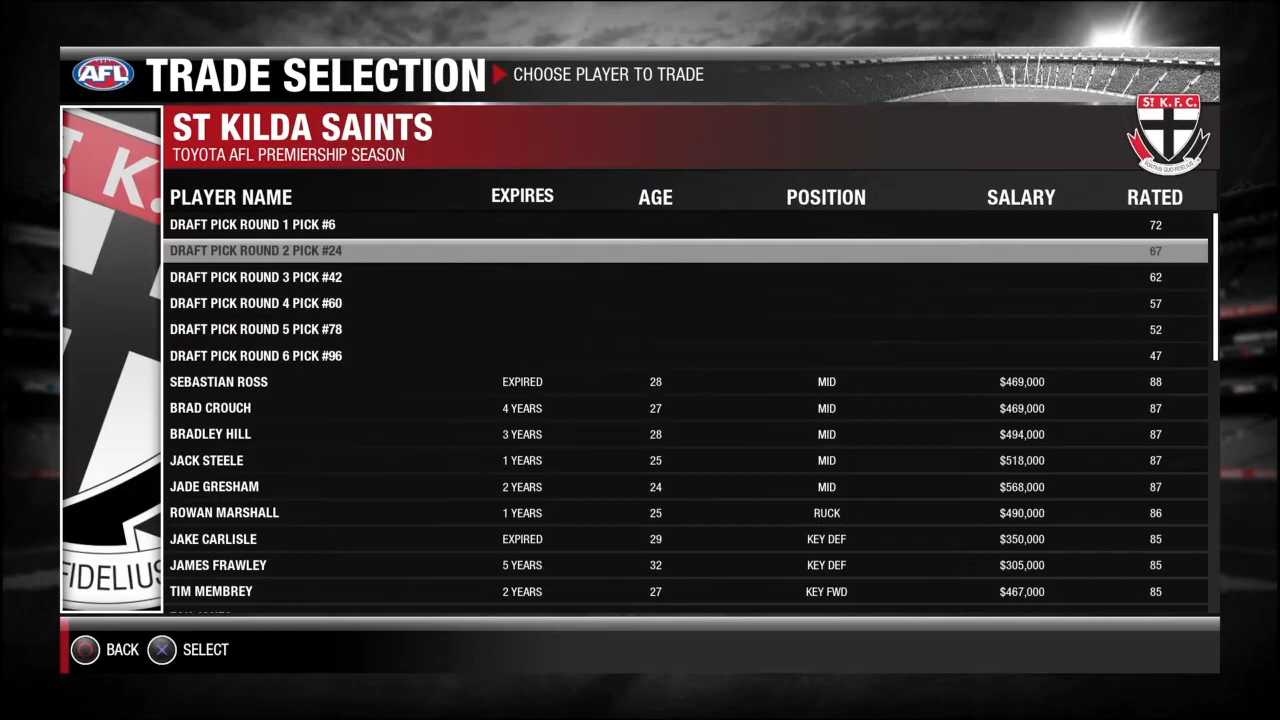 AFL TRADE SELECTION CHOOSE PLAYER TO TRADE
ST KILDA SAINTS
TOYOTA AFL PREMIERSHIP SEASON
ST K.F.C.
T K.
FIDELIUS
PLAYER NAME EXPIRES AGE POSITION SALARY RATED
DRAFT PICK ROUND 1 PICK #6 72
DRAFT PICK ROUND 2 PICK #24 67
DRAFT PICK ROUND 3 PICK #42 62
DRAFT PICK ROUND 4 PICK #60 57
DRAFT PICK ROUND 5 PICK #78 52
DRAFT PICK ROUND 6 PICK #96 47
SEBASTIAN ROSS EXPIRED 28 MID $469,000 88
BRAD CROUCH 4 YEARS 27 MID $469,000 87
BRADLEY HILL 3 YEARS 28 MID $494,000 87
JACK STEELE 1 YEARS 25 MID $518,000 87
JADE GRESHAM 2 YEARS 24 MID $568,000 87
ROWAN MARSHALL 1 YEARS 25 RUCK $490,000 86
JAKE CARLISLE EXPIRED 29 KEY DEF $350,000 85
JAMES FRAWLEY 5 YEARS 32 KEY DEF $305,000 85
TIM MEMBREY 2 YEARS 27 KEY FWD $467,000 85
BACK SELECT